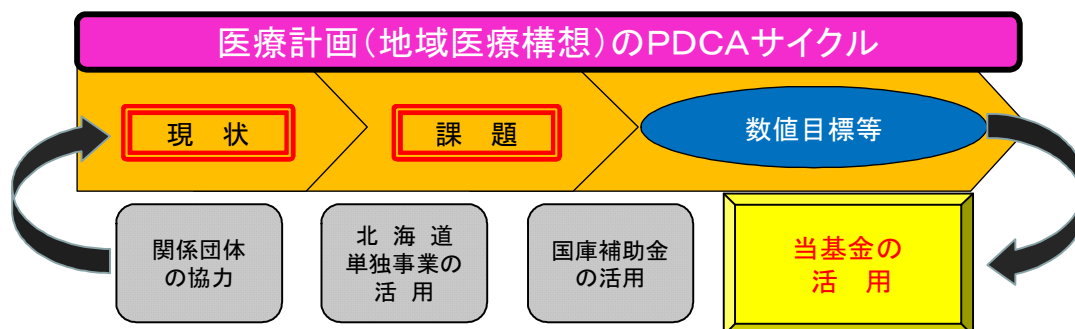 医療計画(地域医療構想)のPDCAサイクル
現 状
課 題
数値目標等
関係団体
の協力
北 海 道
単独事業の
活 用
国庫補助金
の活用
当基金の
活 用